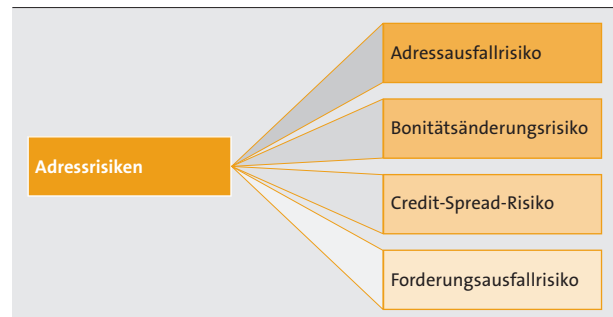 Adressausfallrisiko
Bonitätsänderungsrisiko
Adressrisiken
Credit-Spread-Risiko
Forderungsausfallrisiko